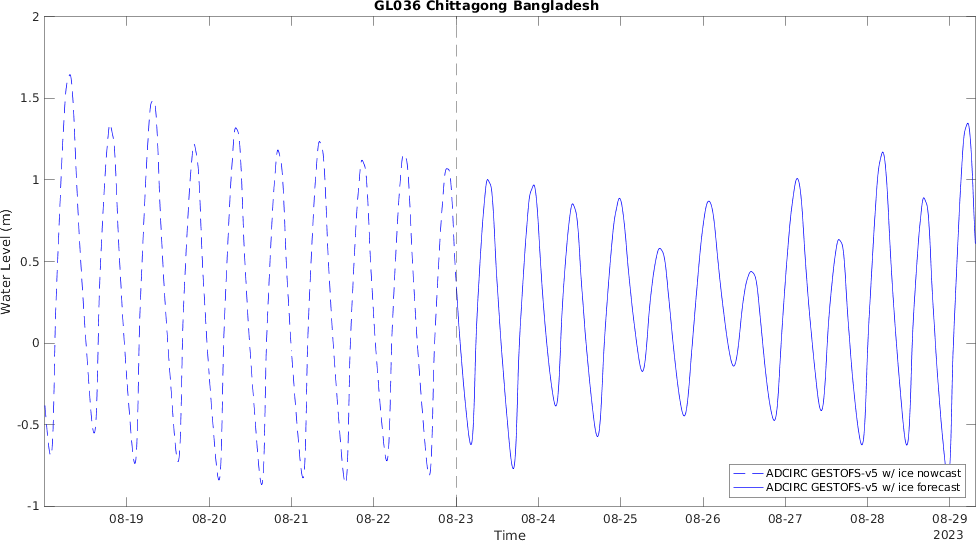 GL036 Chittagong Bangladesh
Water Level (m)
2
1.5
1
0.5
0
-0.5
-1
08-19 08-20 08-21 08-22 08-23 08-24 08-25 08-26 08-27 08-28 08-29
2023
Time
ADCIRC GESTOFS-v5 w/ ice nowcast
ADCIRC GESTOFS-v5 w/ ice forecast